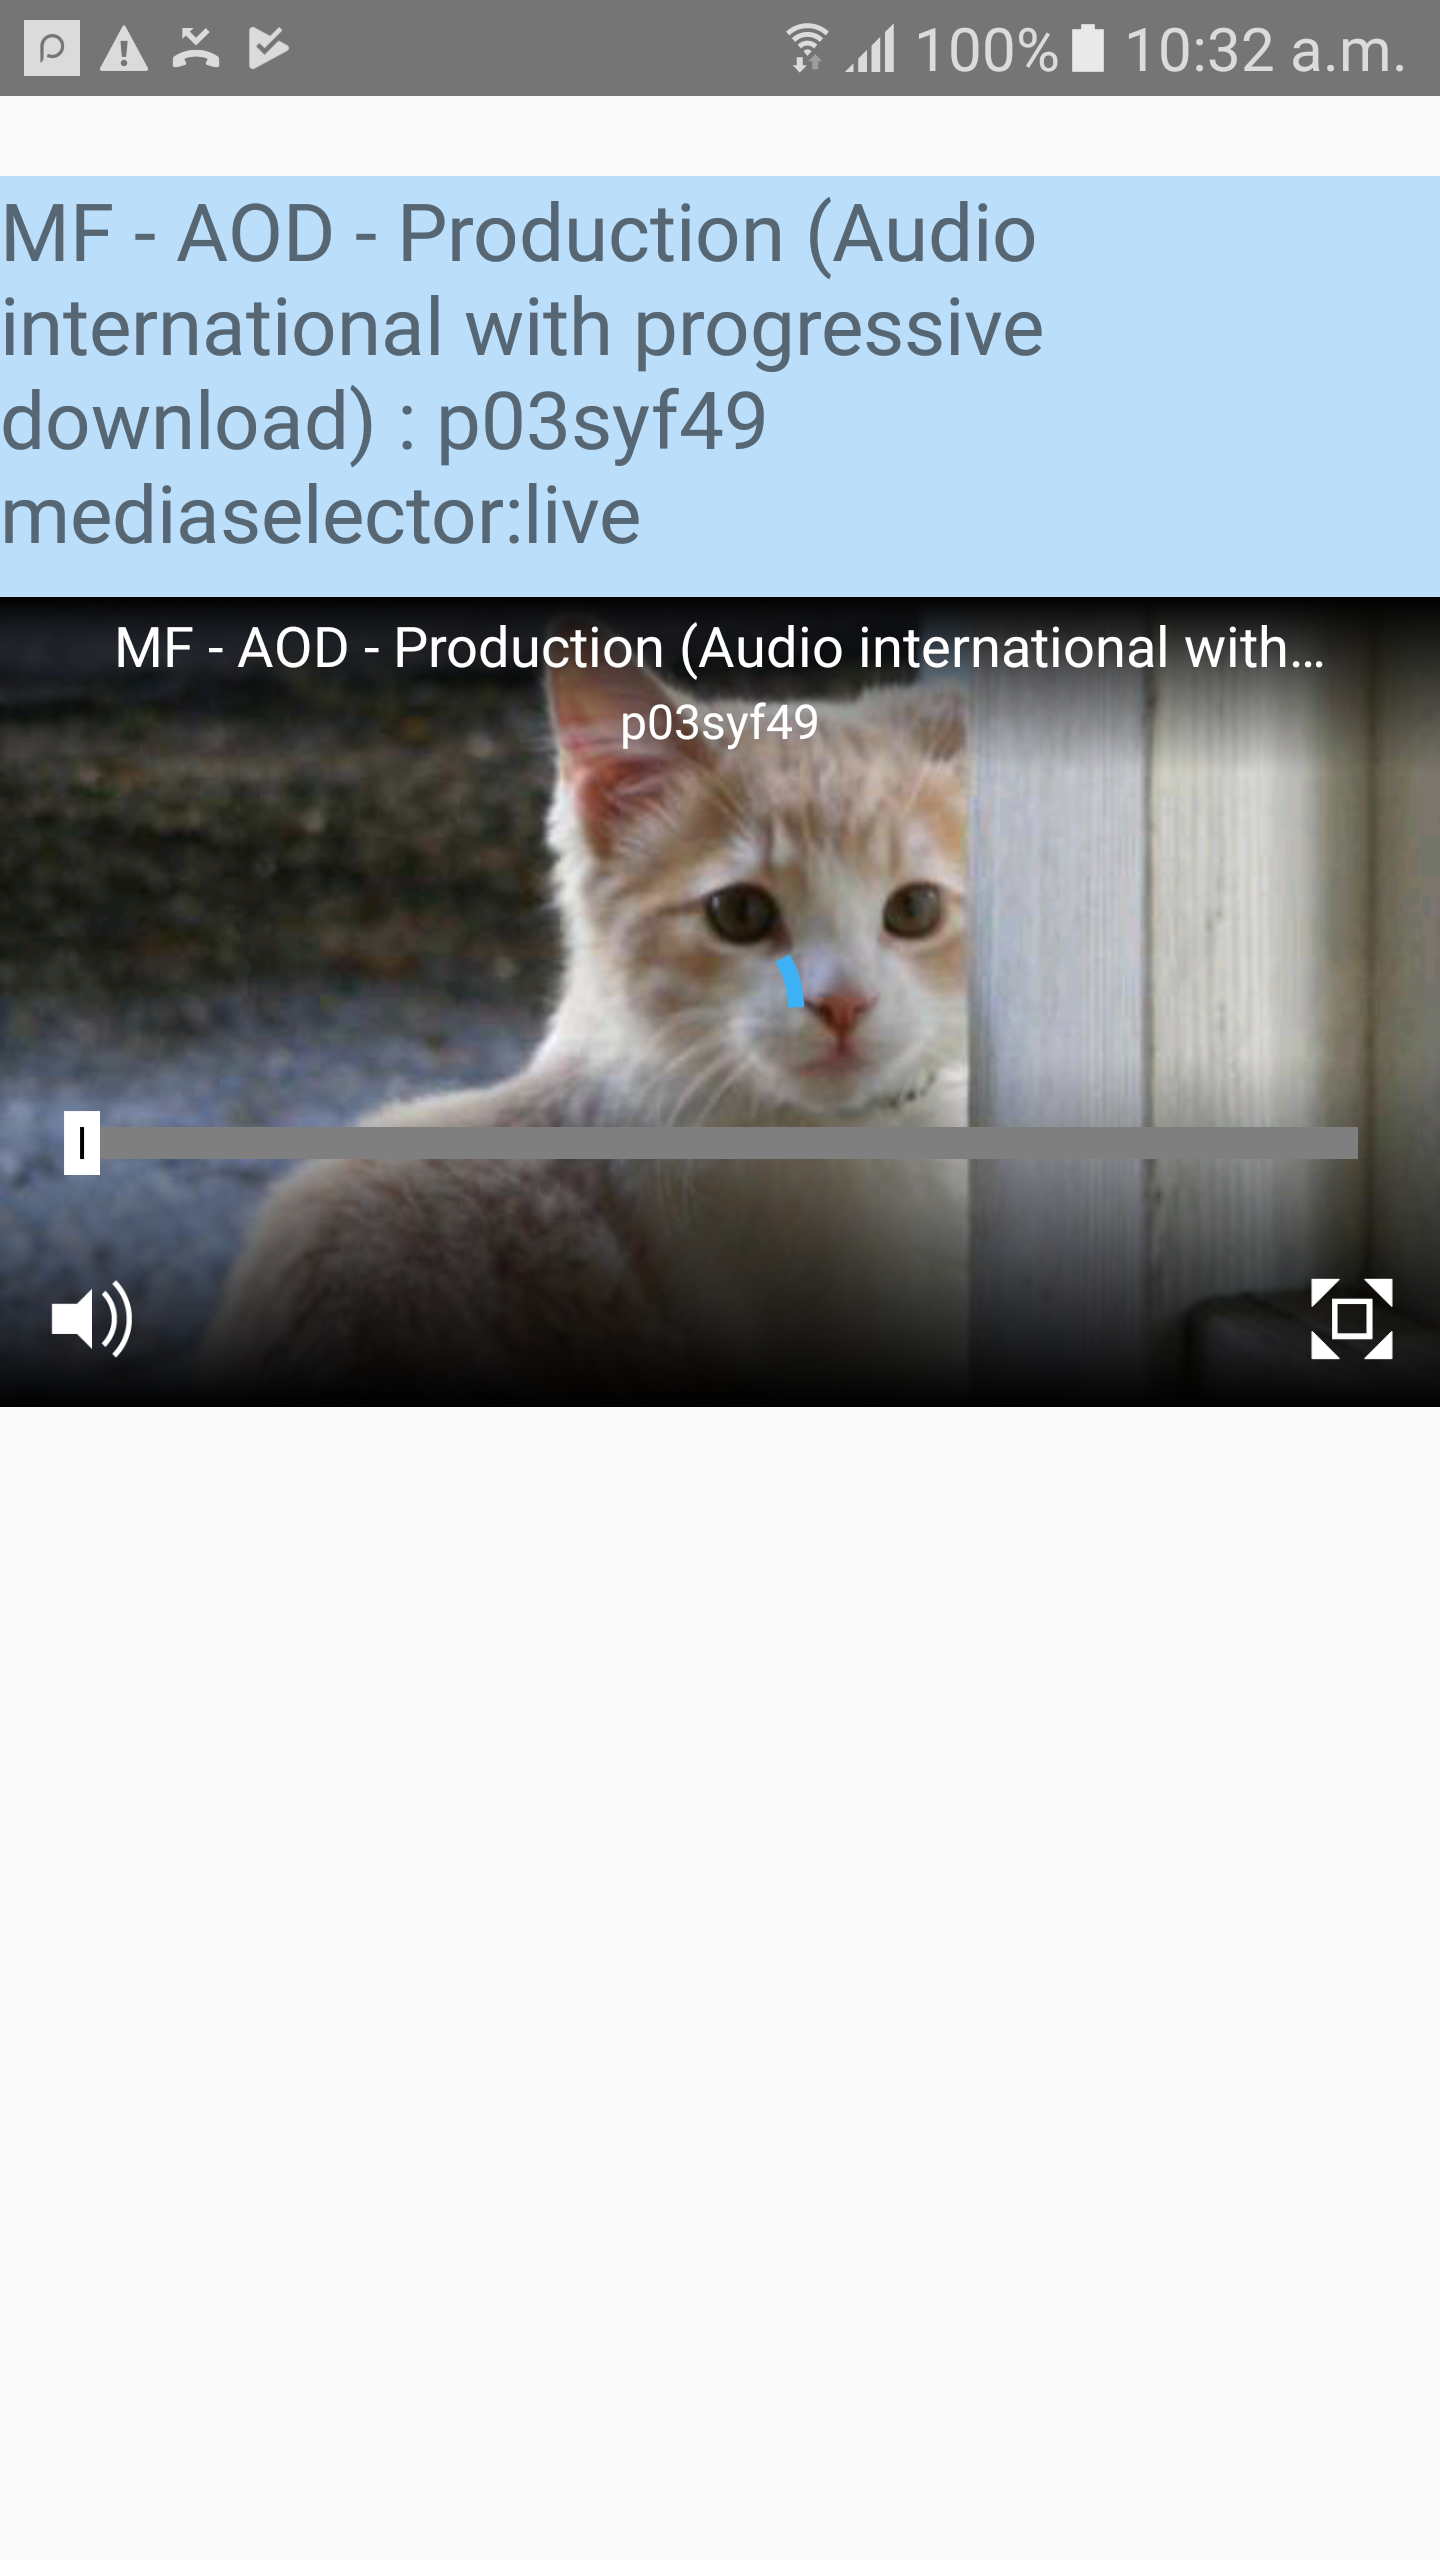 100% 10:32 a.m.
MF - AOD - Production (Audio
international with progressive
download) : p03syf49
mediaselector:live
MF - AOD - Production (Audio international with...
p03syf49